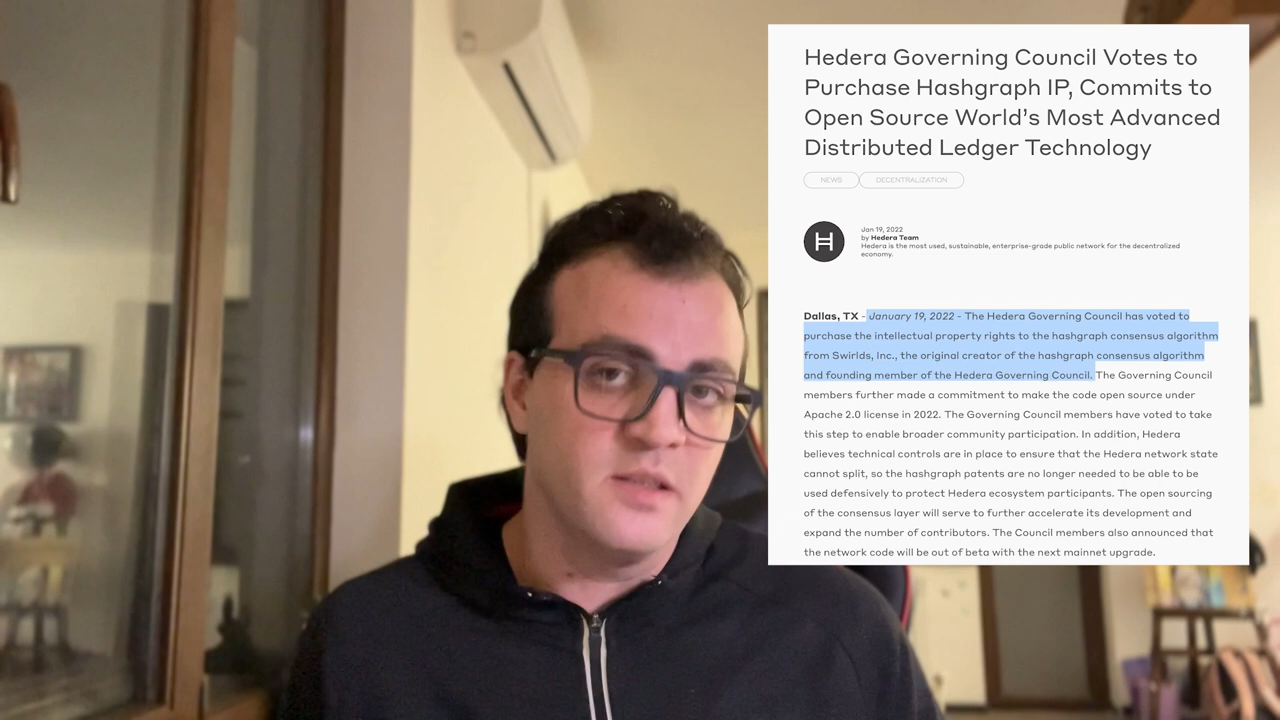 Hedera Governing Council Votes to
Purchase Hashgraph IP, Commits to
Open Source World's Most Advanced
Distributed Ledger Technology
NEWS DECENTRALIZATION
Jan 19, 2022
by Hedera Team
Hedera is the most used, sustainable, enterprise-grade public network for the decentralized
economy.
Dallas, TX - January 19, 2022 - The Hedera Governing Council has voted to
purchase the intellectual property rights to the hashgraph consensus algorithm
from Swirlds, Inc., the original creator of the hashgraph consensus algorithm
and founding member of the Hedera Governing Council. The Governing Council
members further made a commitment to make the code open source under
Apache 2.0 license in 2022. The Governing Council members have voted to take
this step to enable broader community participation. In addition, Hedera
believes technical controls are in place to ensure that the Hedera network state
cannot split, so the hashgraph patents are no longer needed to be able to be
used defensively to protect Hedera ecosystem participants. The open sourcing
of the consensus layer will serve to further accelerate its development and
expand the number of contributors. The Council members also announced that
the network code will be out of beta with the next mainnet upgrade.